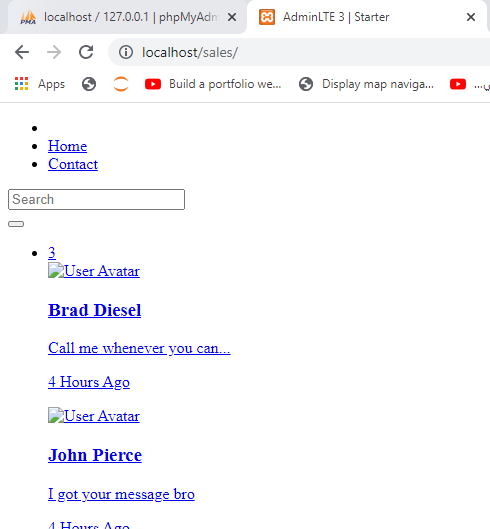 localhost / 127.0.0.1 | phpMyAdm
AdminLTE 3 | Starter
localhost/sales/
Apps
Build a portfolio we...
Display map naviga...
Home
Contact
Search
3
User Avatar
Brad Diesel
Call me whenever you can...
4 Hours Ago
User Avatar
John Pierce
I got your message bro
4 Hours Ago